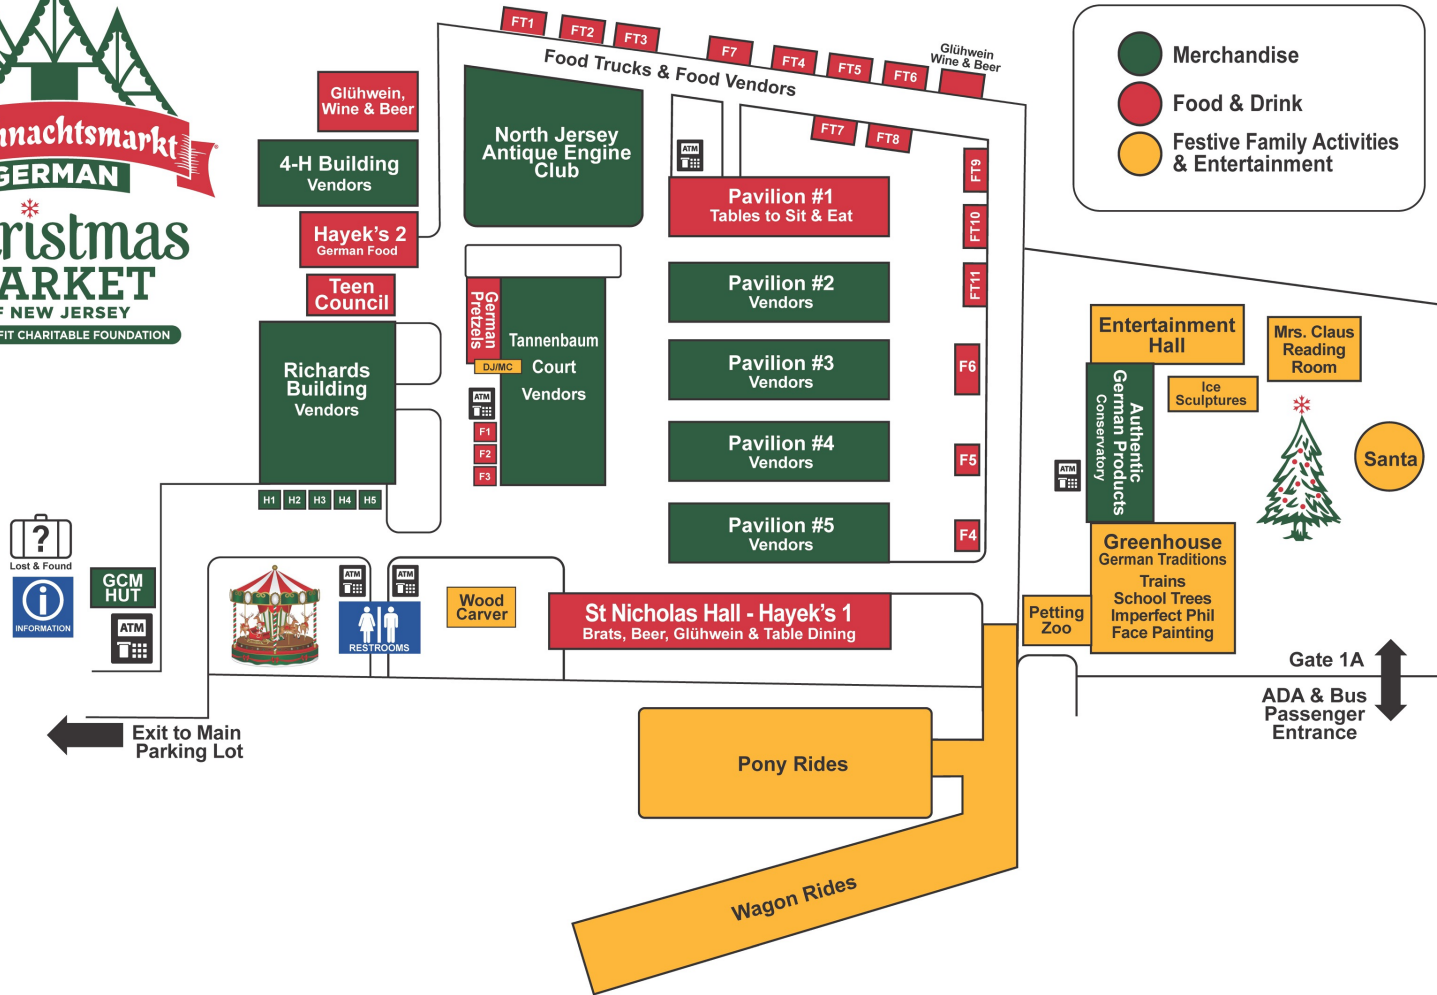 GERMAN
ARKET
NEW JERSEY
CHARITABLE FOUNDATION
Merchandise
Food & Drink
Festive Family Activities
& Entertainment
FT1
FT2
FT3
F7
FT4
FT5
FT6
Glühwein
Wine & Beer
Food Trucks & Food Vendors
FT7
FT8
FT9
FT10
FT11
F6
F5
F4
Glühwein,
Wine & Beer
4-H Building
Vendors
Hayek's 2
German Food
Teen
Council
Richards
Building
Vendors
H1
H2
H3
H4
H5
North Jersey
Antique Engine
Club
ATM
Pavilion #1
Tables to Sit & Eat
Pavilion #2
Vendors
Pavilion #3
Vendors
Pavilion #4
Vendors
Pavilion #5
Vendors
German
Pretzels
DJ/MC
Tannenbaum
Court
Vendors
ATM
F1
F2
F3
Entertainment
Hall
Mrs. Claus
Reading
Room
Ice
Sculptures
Authentic
German Products
Conservatory
ATM
Santa
Greenhouse
German Traditions
Trains
School Trees
Imperfect Phil
Face Painting
Petting
Zoo
?
Lost & Found
i
INFORMATION
GCM
HUT
ATM
ATM
ATM
RESTROOMS
Wood
Carver
St Nicholas Hall - Hayek's 1
Brats, Beer, Glühwein & Table Dining
Gate 1A
ADA & Bus
Passenger
Entrance
Exit to Main
Parking Lot
Pony Rides
Wagon Rides